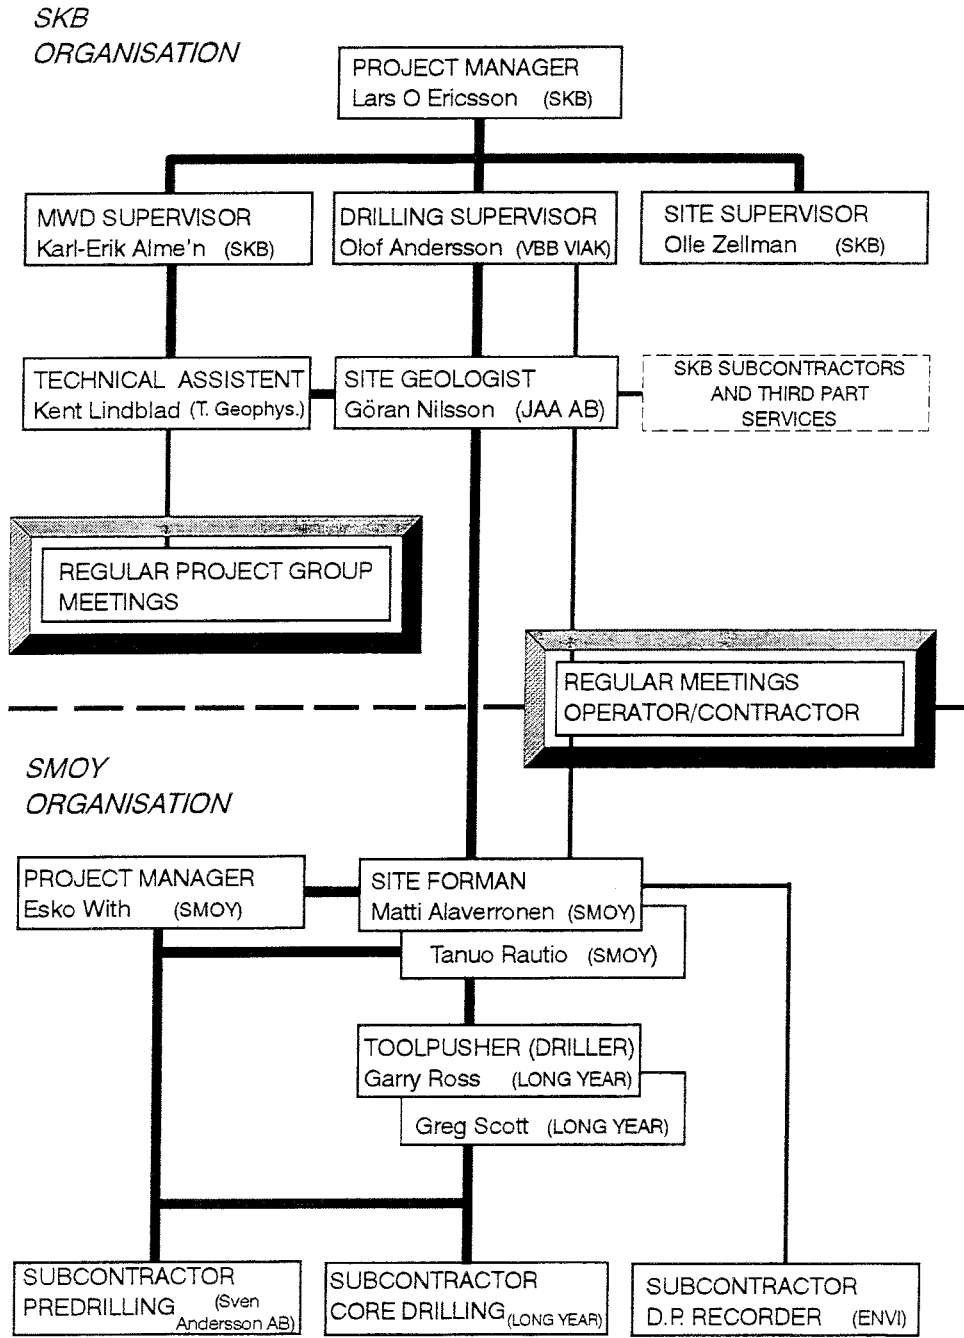 SKB
ORGANISATION
PROJECT MANAGER
Lars O Ericsson (SKB)
MWD SUPERVISOR
Karl-Erik Alme'n (SKB)
DRILLING SUPERVISOR
Olof Andersson (VBB VIAK)
SITE SUPERVISOR
Olle Zellman (SKB)
TECHNICAL ASSISTENT
Kent Lindblad (T. Geophys.)
SITE GEOLOGIST
Göran Nilsson (JAA AB)
SKB SUBCONTRACTORS
AND THIRD PART
SERVICES
REGULAR PROJECT GROUP
MEETINGS
REGULAR MEETINGS
OPERATOR/CONTRACTOR
SMOY
ORGANISATION
PROJECT MANAGER
Esko With (SMOY)
SITE FORMAN
Matti Alaverronen (SMOY)
Tanuo Rautio (SMOY)
TOOLPUSHER (DRILLER)
Garry Ross (LONG YEAR)
Greg Scott (LONG YEAR)
SUBCONTRACTOR
PREDRILLING (Sven
Andersson AB)
SUBCONTRACTOR
CORE DRILLING (LONG YEAR)
SUBCONTRACTOR
D.P. RECORDER (ENVI)